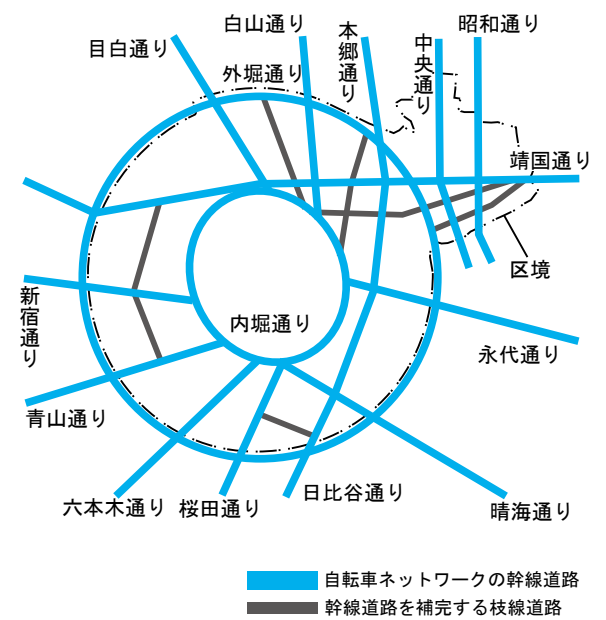 白山通り
昭和通り
目白通り
本郷通り
中央通り
外堀通り
靖国通り
区境
新宿通り
内堀通り
永代通り
青山通り
六本木通り
桜田通り
日比谷通り
晴海通り
自転車ネットワークの幹線道路
幹線道路を補完する枝線道路